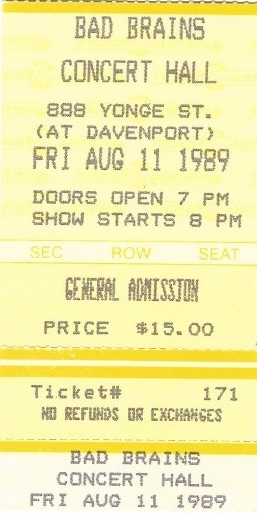 BAD BRAINS
CONCERT HALL
888 YONGE ST.
(AT DAVENPORT)
FRI AUG 11 1989
DOORS OPEN 7 PM
SHOW STARTS 8 PM
SEC ROW SEAT
GENERAL ADMISSION
PRICE $15.00
Ticket# 171
NO REFUNDS OR EXCHANGES
BAD BRAINS
CONCERT HALL
FRI AUG 11 1989